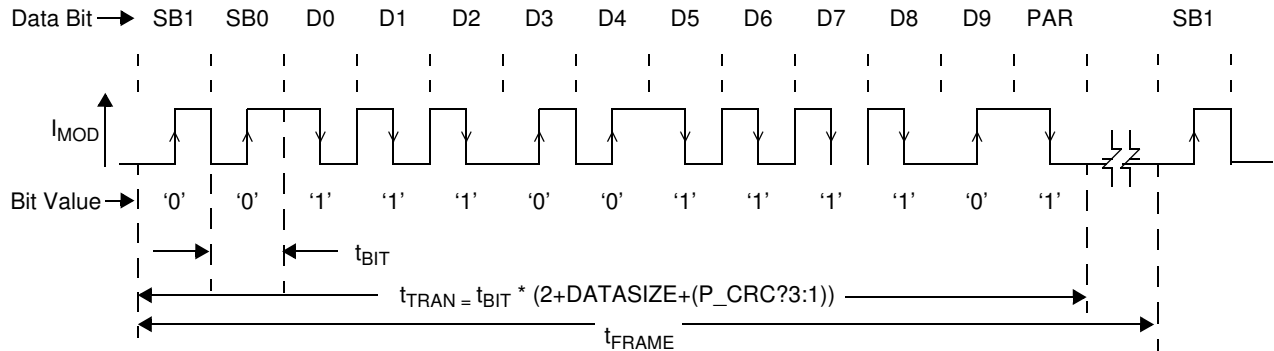 Data Bit SB1 SB0 D0 D1 D2 D3 D4 D5 D6 D7 D8 D9 PAR SB1
IMOD
Bit Value ‘0’ ‘0’ ‘1’ ‘1’ ‘1’ ‘0’ ‘0’ ‘1’ ‘1’ ‘1’ ‘1’ ‘0’ ‘1’
tBIT
tTRAN = tBIT * (2+DATASIZE+(P_CRC?3:1))
tFRAME